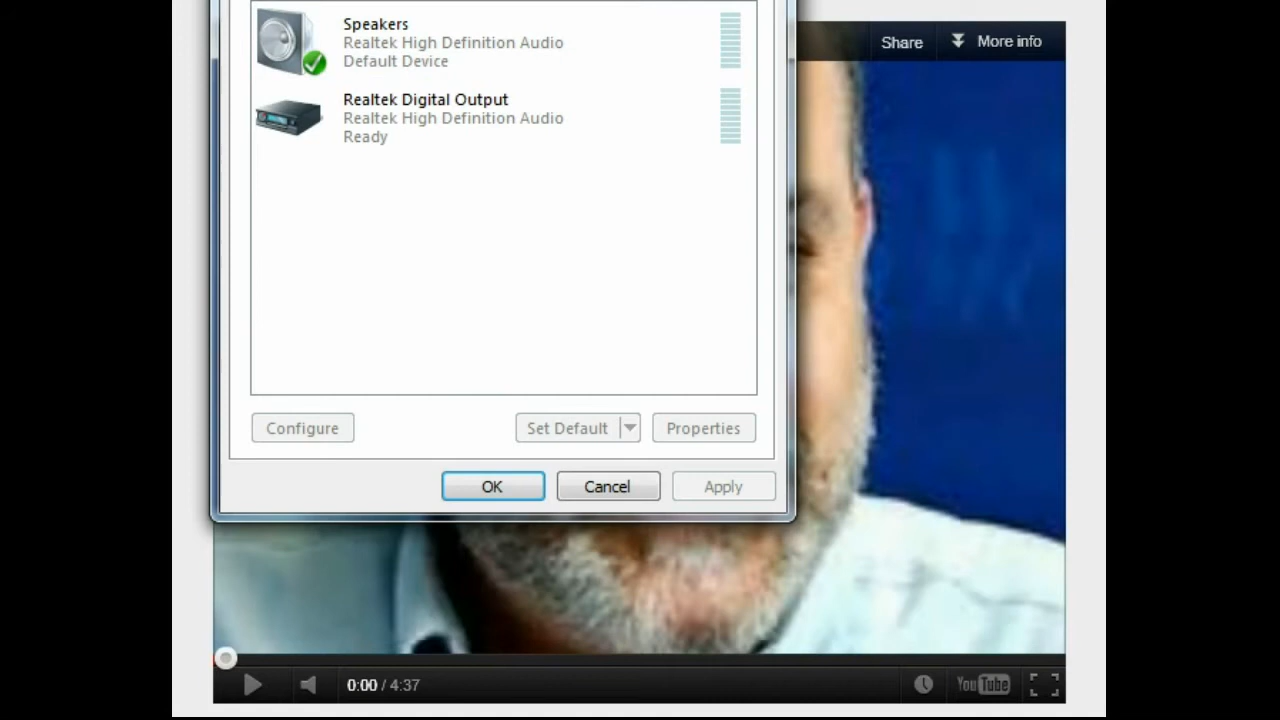 Speakers
Realtek High Definition Audio
Default Device
Realtek Digital Output
Realtek High Definition Audio
Ready
Share
More info
Configure
Set Default
Properties
OK
Cancel
Apply
0:00 / 4:37
YouTube